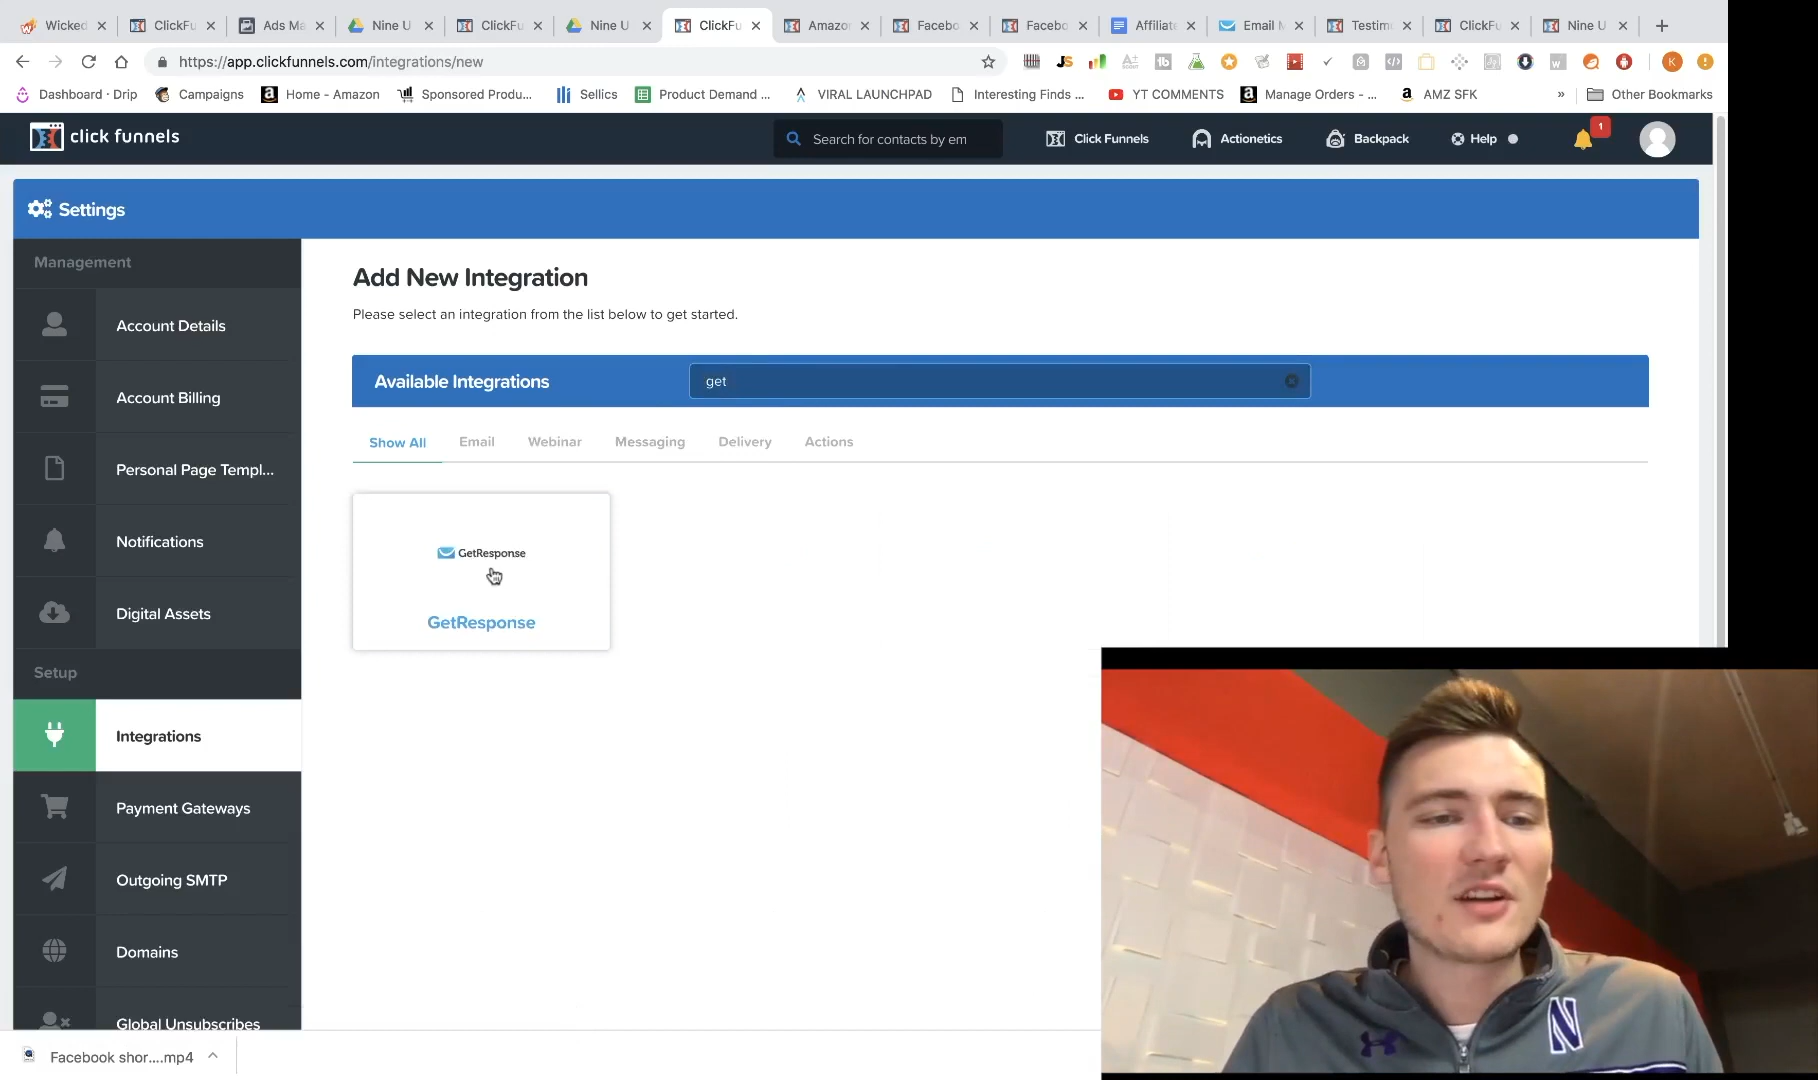 Wicked
ClickFu
Ads Ma
Nine U
ClickFu
Nine U
ClickFu
Amazon
Facebo
Facebo
Affiliate
Email M
Testim
ClickFu
Nine U
https://app.clickfunnels.com/integrations/new
Dashboard · Drip
Campaigns
Home - Amazon
Sponsored Produ...
Sellics
Product Demand ...
VIRAL LAUNCHPAD
Interesting Finds ...
YT COMMENTS
Manage Orders - ...
AMZ SFK
»
Other Bookmarks
click funnels
Search for contacts by em
Click Funnels
Actionetics
Backpack
Help
1
Settings
Management
Account Details
Account Billing
Personal Page Templ...
Notifications
Digital Assets
Setup
Integrations
Payment Gateways
Outgoing SMTP
Domains
Global Unsubscribes
Add New Integration
Please select an integration from the list below to get started.
Available Integrations
get
Show All
Email
Webinar
Messaging
Delivery
Actions
GetResponse
GetResponse
N
Facebook shor....mp4